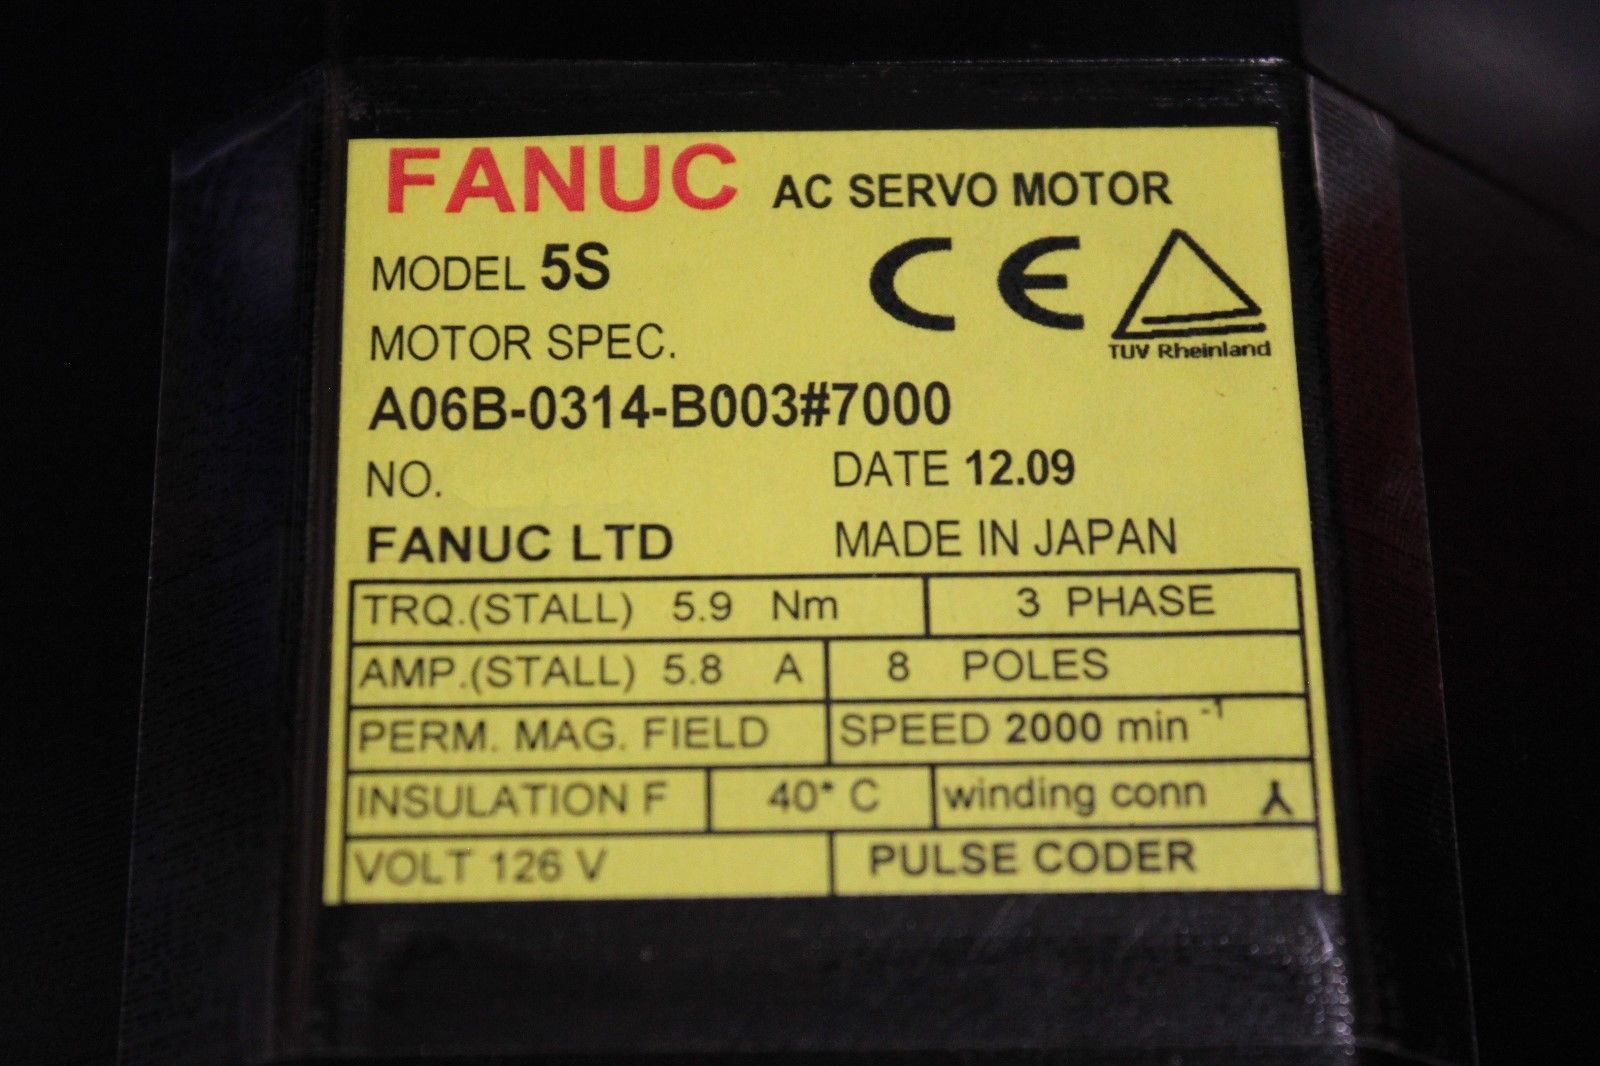 FANUC AC SERVO MOTOR
MODEL 5S
CE
MOTOR SPEC.
TUV Rheinland
A06B-0314-B003#7000
NO. DATE 12.09
FANUC LTD MADE IN JAPAN
TRQ.(STALL) 5.9 Nm 3 PHASE
AMP.(STALL) 5.8 A 8 POLES
PERM. MAG. FIELD SPEED 2000 min -1
INSULATION F 40° C winding conn
VOLT 126 V PULSE CODER